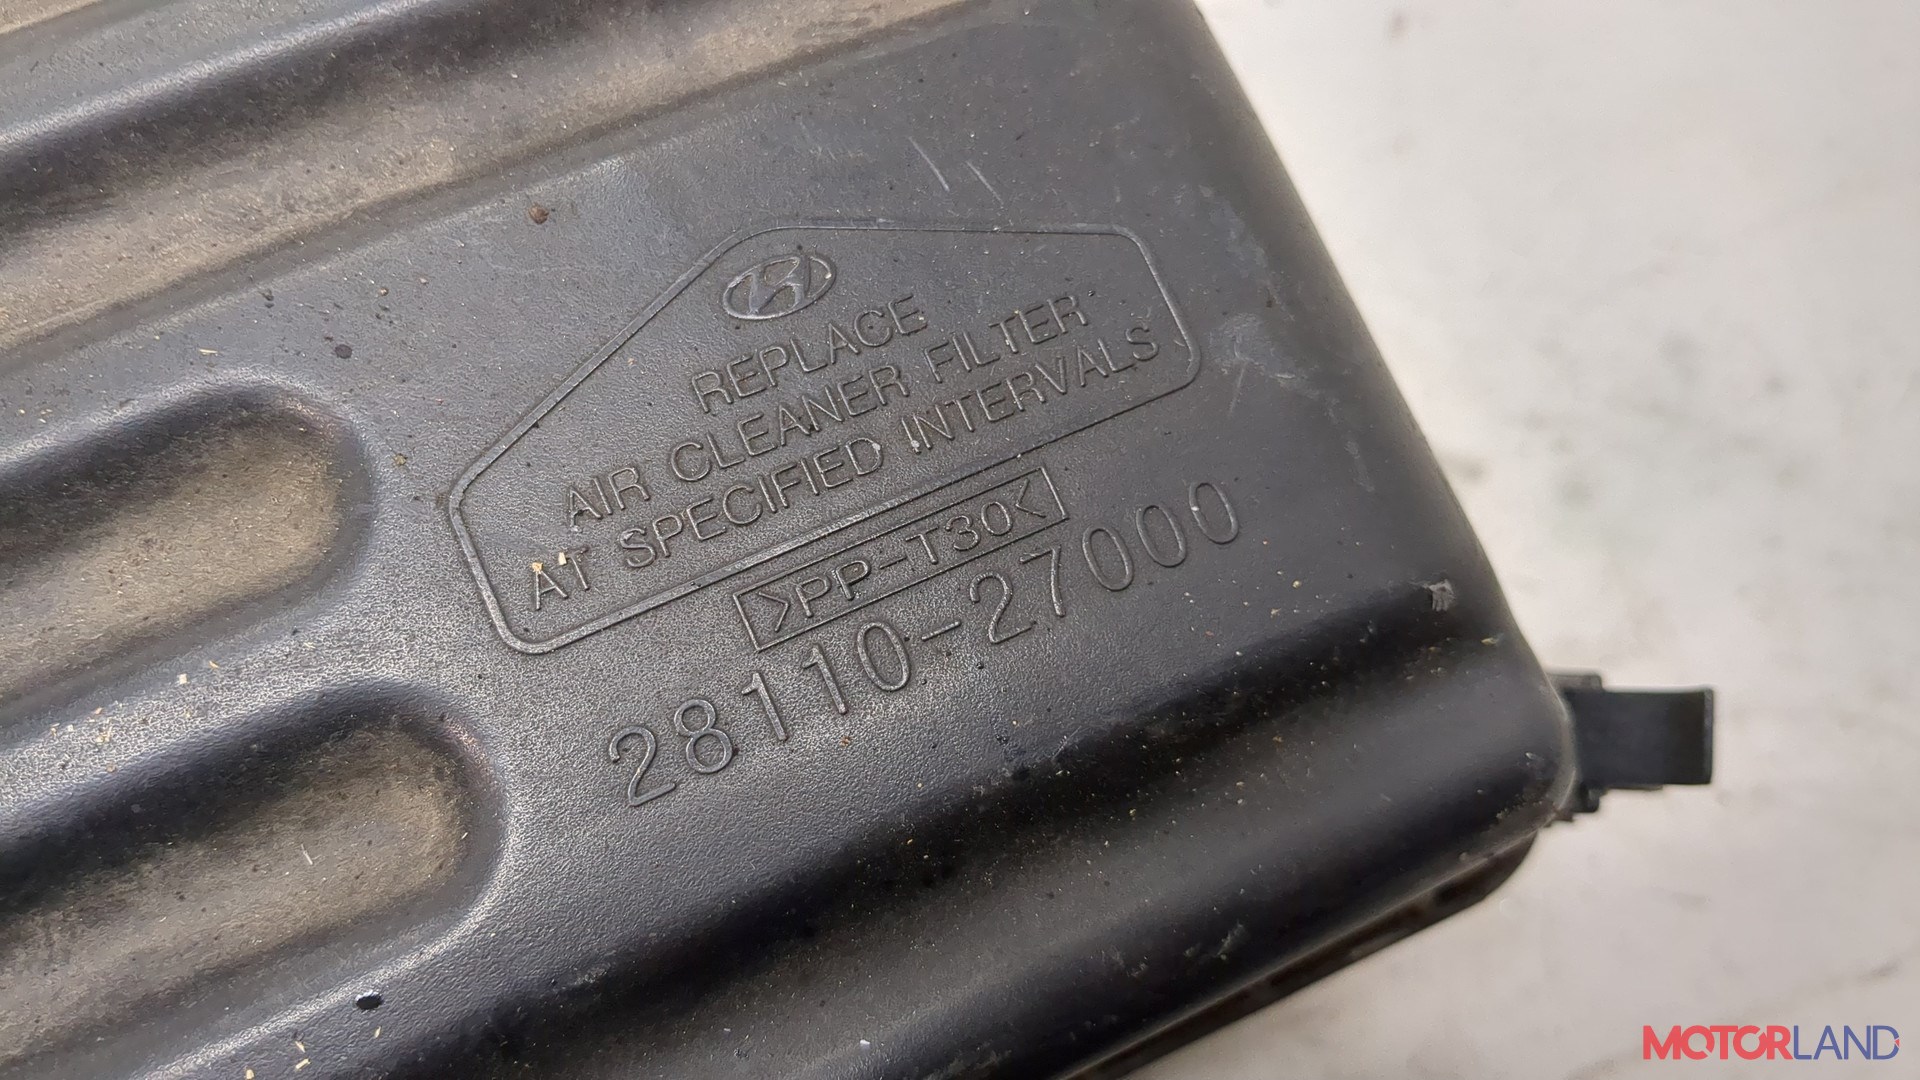 REPLACE
AIR CLEANER FILTER
AT SPECIFIED INTERVALS
>PP-T30<
28110-27000
MOTORLAND